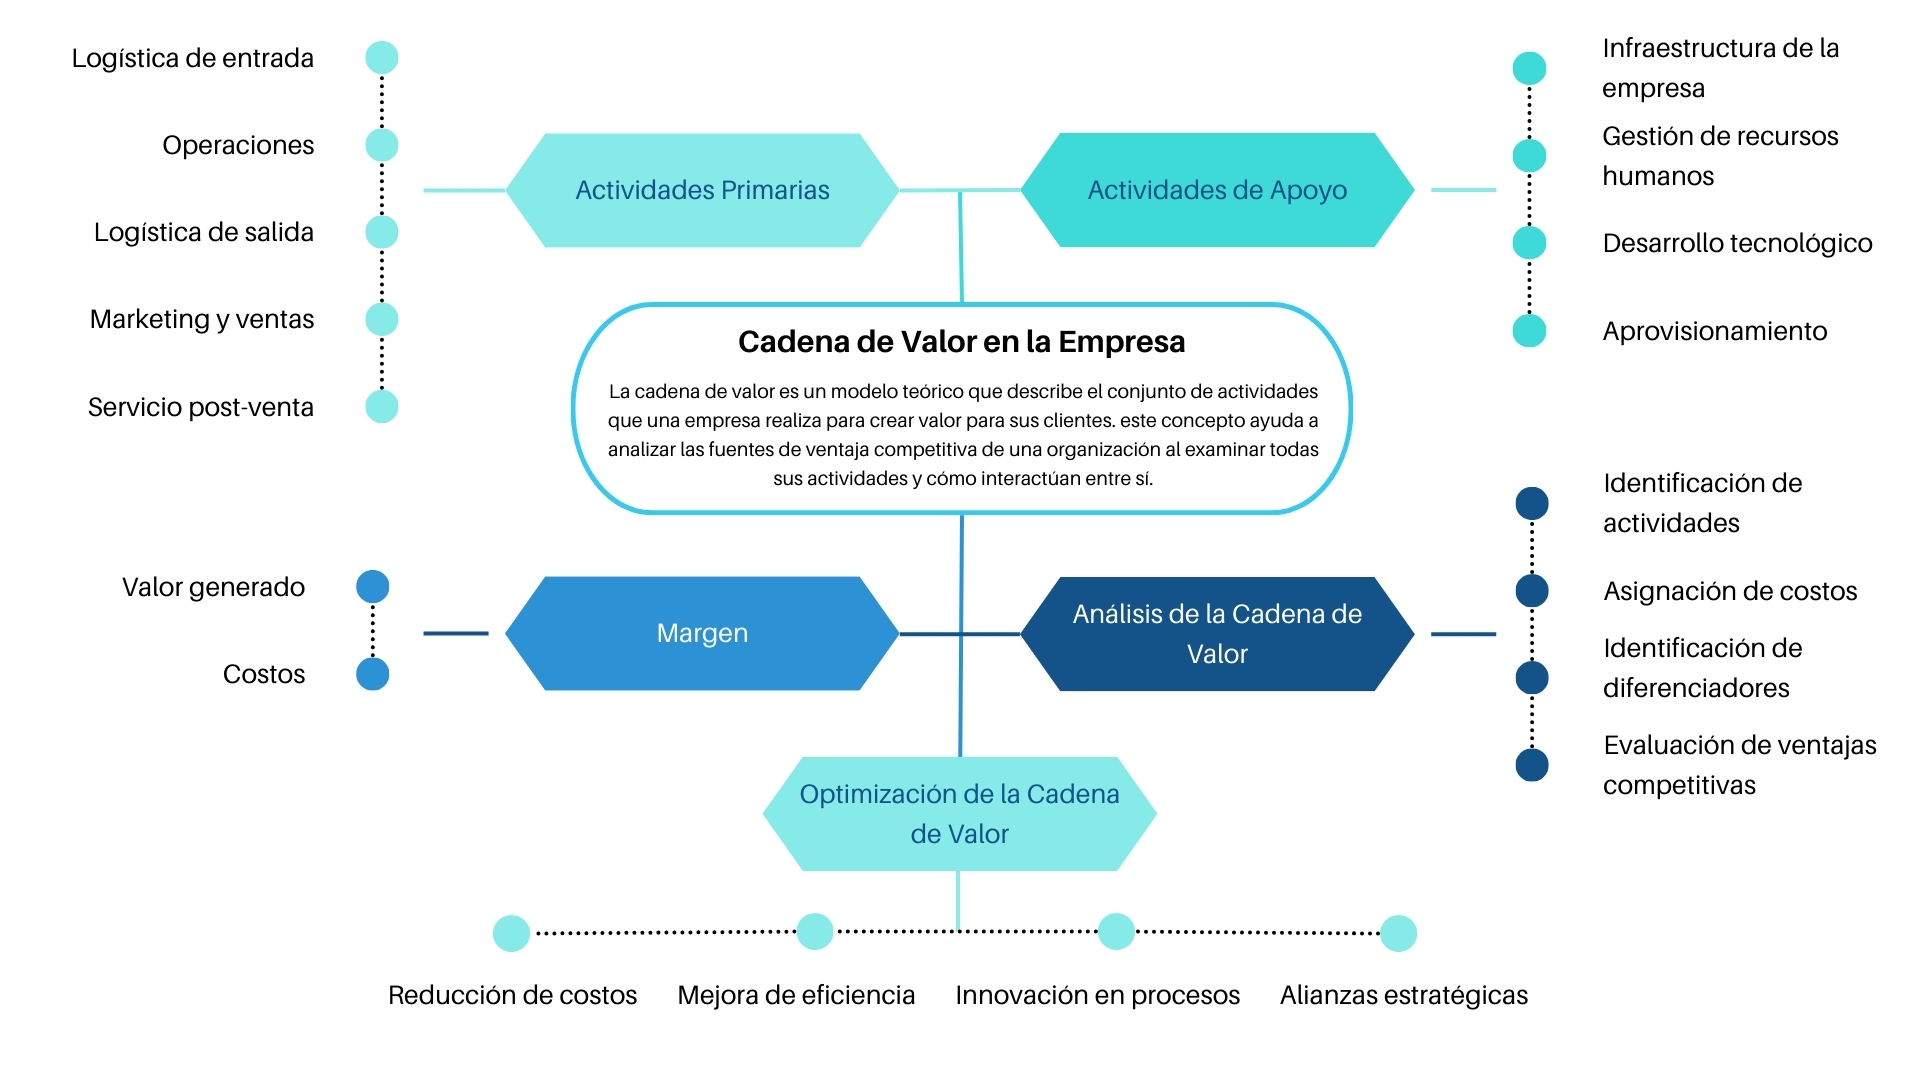 Logística de entrada
Operaciones
Logística de salida
Marketing y ventas
Servicio post-venta
Actividades Primarias
Actividades de Apoyo
Infraestructura de la
empresa
Gestión de recursos
humanos
Desarrollo tecnológico
Aprovisionamiento
Cadena de Valor en la Empresa
La cadena de valor es un modelo teórico que describe el conjunto de actividades
que una empresa realiza para crear valor para sus clientes. este concepto ayuda a
analizar las fuentes de ventaja competitiva de una organización al examinar todas
sus actividades y cómo interactúan entre sí.
Valor generado
Costos
Margen
Análisis de la Cadena de
Valor
Identificación de
actividades
Asignación de costos
Identificación de
diferenciadores
Evaluación de ventajas
competitivas
Optimización de la Cadena
de Valor
Reducción de costos
Mejora de eficiencia
Innovación en procesos
Alianzas estratégicas